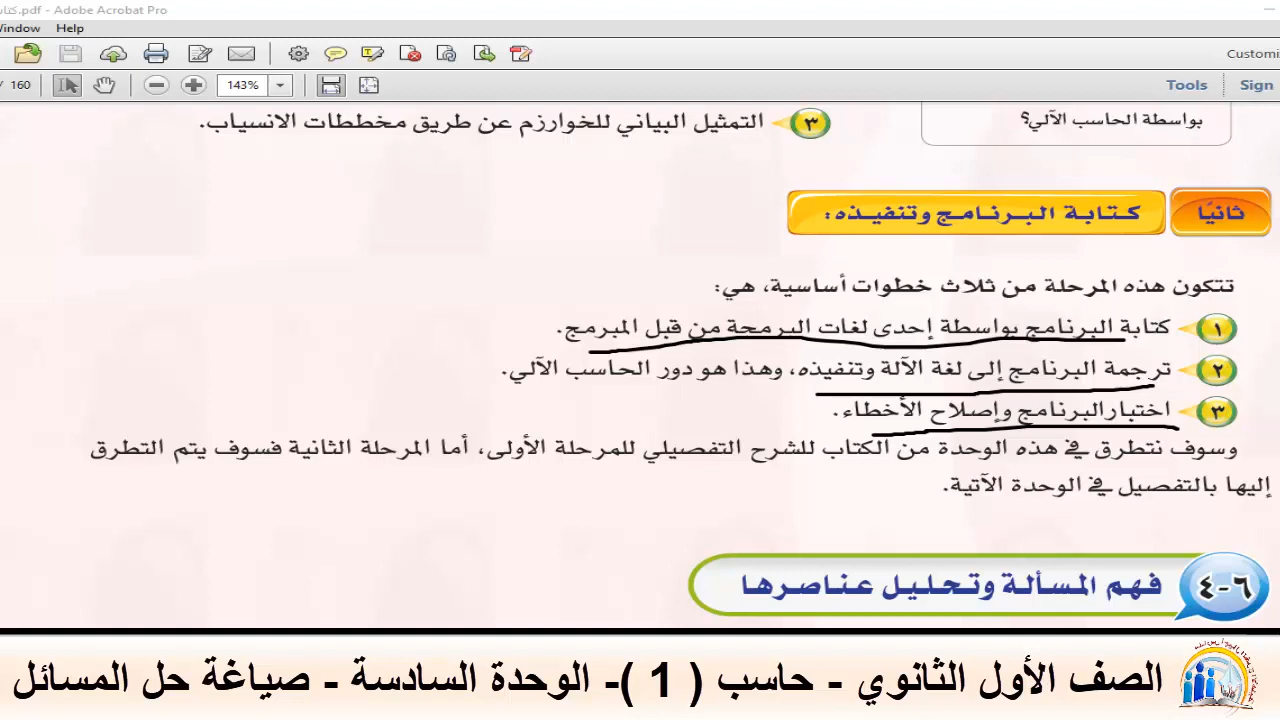 كتا.pdf - Adobe Acrobat Pro
Window Help
Customi
/ 160
143%
Tools
Sign
بواسطة الحاسب الآلي؟
٣ التمثيل البياني للخوارزم عن طريق مخططات الانسياب.
ثانيًا كتابة البرنامج وتنفيذه:
تتكون هذه المرحلة من ثلاث خطوات أساسية، هي:
١ كتابة البرنامج بواسطة إحدى لغات البرمجة من قبل المبرمج.
٢ ترجمة البرنامج إلى لغة الآلة وتنفيذه، وهذا هو دور الحاسب الآلي.
٣ اختبارالبرنامج وإصلاح الأخطاء.
وسوف نتطرق في هذه الوحدة من الكتاب للشرح التفصيلي للمرحلة الأولى، أما المرحلة الثانية فسوف يتم التطرق
إليها بالتفصيل في الوحدة الآتية.
٦-٤ فهم المسألة وتحليل عناصرها
الصف الأول الثانوي - حاسب ( 1 )- الوحدة السادسة - صياغة حل المسائل